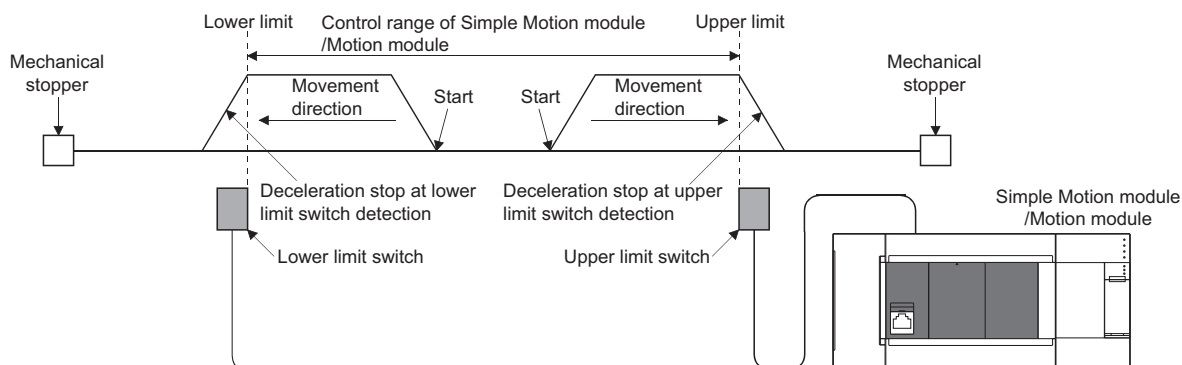 Lower limit
Control range of Simple Motion module
/Motion module
Upper limit
Mechanical
stopper
Movement
direction
Start
Start
Movement
direction
Mechanical
stopper
Deceleration stop at lower
limit switch detection
Deceleration stop at upper
limit switch detection
Simple Motion module
/Motion module
Lower limit switch
Upper limit switch